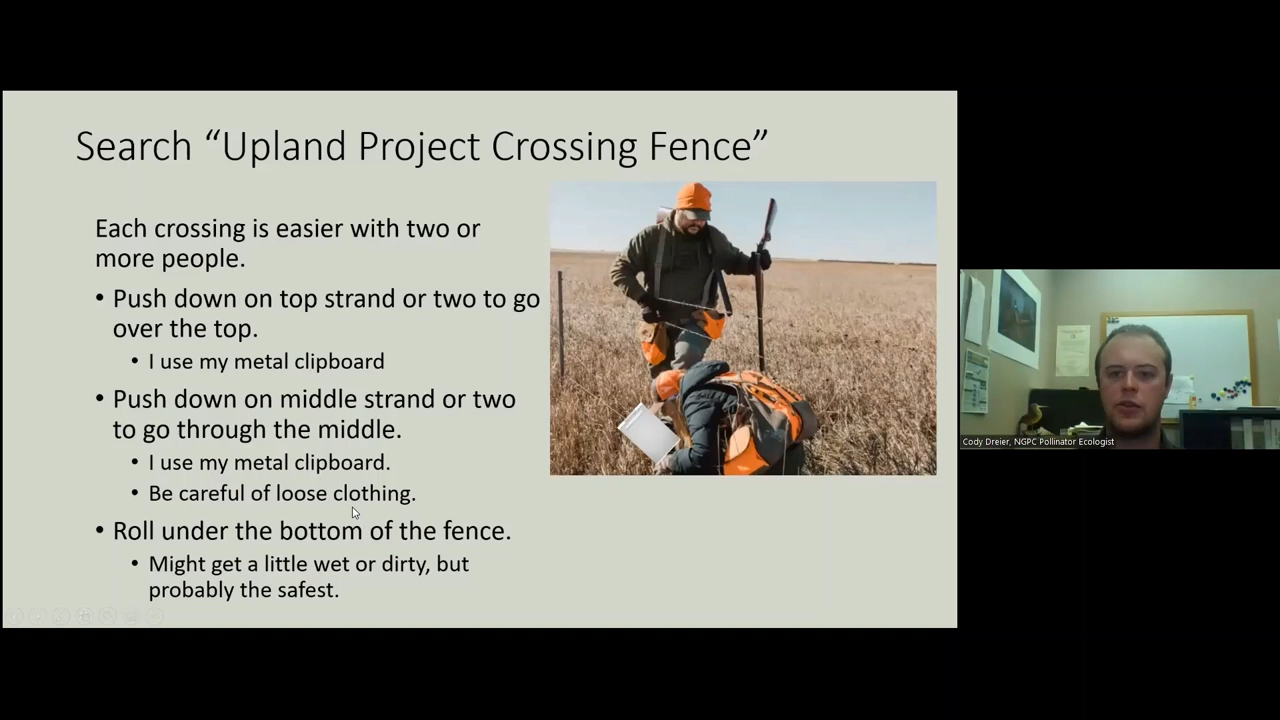 Search “Upland Project Crossing Fence”
Each crossing is easier with two or
more people.
• Push down on top strand or two to go
over the top.
• I use my metal clipboard
• Push down on middle strand or two
to go through the middle.
• I use my metal clipboard.
• Be careful of loose clothing.
• Roll under the bottom of the fence.
• Might get a little wet or dirty, but
probably the safest.
Cody Dreier, NGPC Pollinator Ecologist